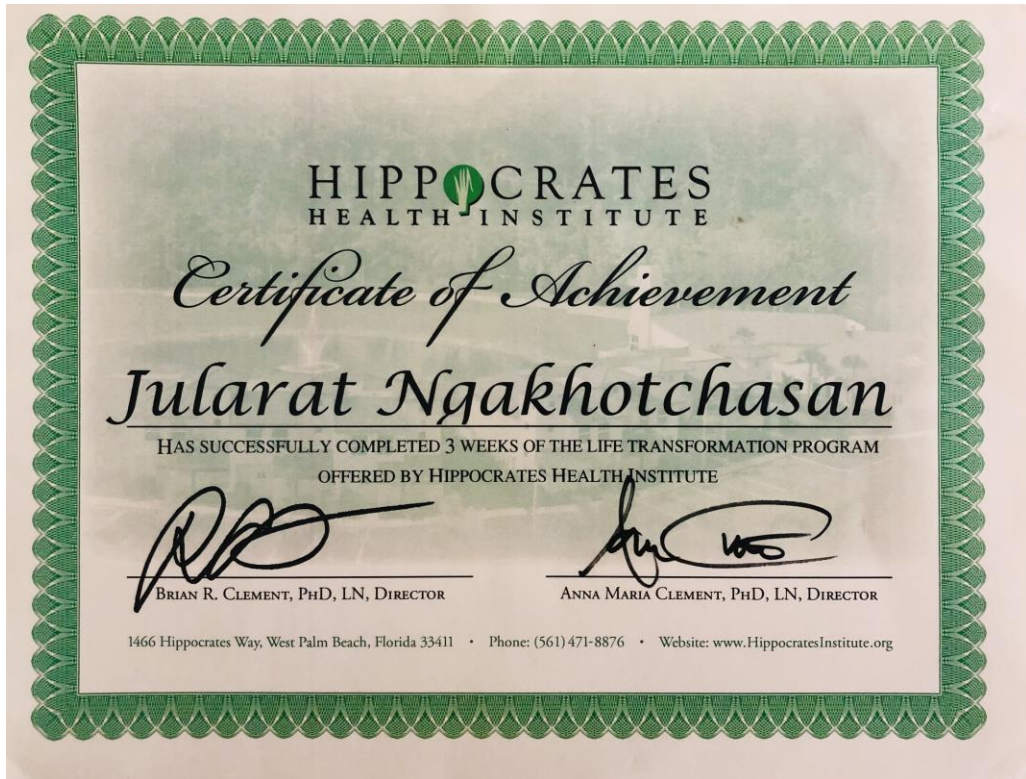 HIPPOCRATES
HEALTH INSTITUTE
Certificate of Achievement
Jularat Ngakhotchasan
HAS SUCCESSFULLY COMPLETED 3 WEEKS OF THE LIFE TRANSFORMATION PROGRAM
OFFERED BY HIPPOCRATES HEALTH INSTITUTE
BRIAN R. CLEMENT, PHD, LN, DIRECTOR
ANNA MARIA CLEMENT, PHD, LN, DIRECTOR
1466 Hippocrates Way, West Palm Beach, Florida 33411 • Phone: (561) 471-8876 • Website: www.HippocratesInstitute.org